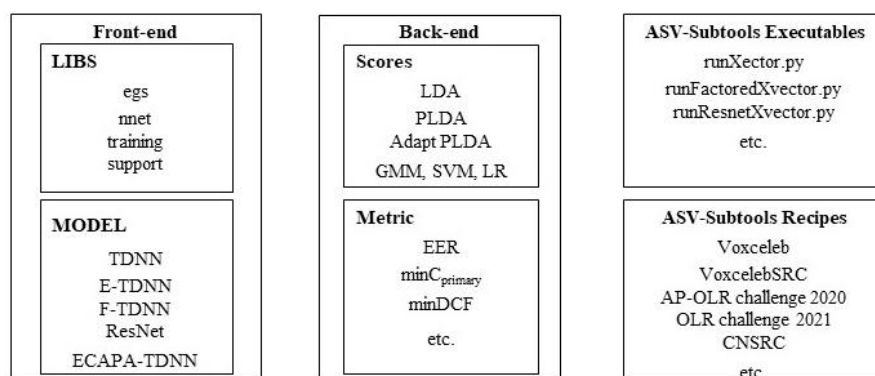 Front-end
LIBS
egs
nnet
training
support
MODEL
TDNN
E-TDNN
F-TDNN
ResNet
ECAPA-TDNN
Back-end
Scores
LDA
PLDA
Adapt PLDA
GMM, SVM, LR
Metric
EER
minCprimary
minDCF
etc.
ASV-Subtools Executables
runXector.py
runFactoredXvector.py
runResnetXvector.py
etc.
ASV-Subtools Recipes
Voxceleb
VoxcelebSRC
AP-OLR challenge 2020
OLR challenge 2021
CNSRC
etc